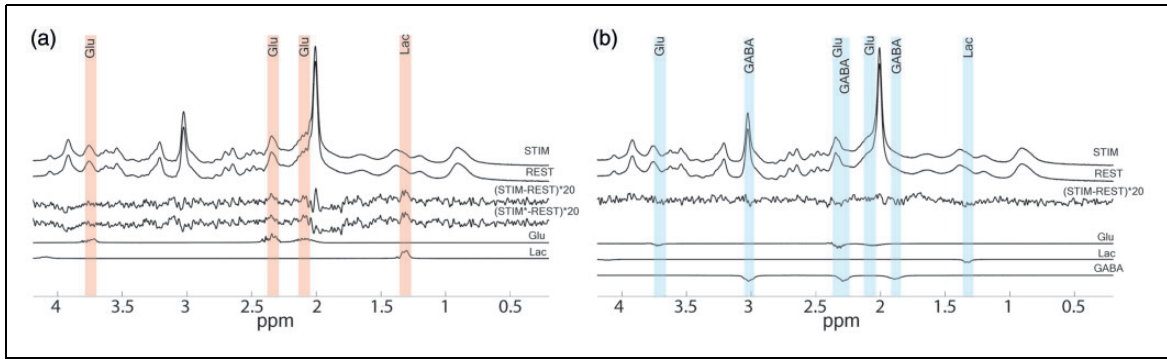 (a)
Glu
Glu
Glu
Lac
STIM
REST
(STIM-REST)*20
(STIM*-REST)*20
Glu
Lac
4 3.5 3 2.5 2 1.5 1 0.5
ppm
(b)
Glu
GABA
Glu
GABA
Glu
GABA
Lac
STIM
REST
(STIM-REST)*20
Glu
Lac
GABA
4 3.5 3 2.5 2 1.5 1 0.5
ppm